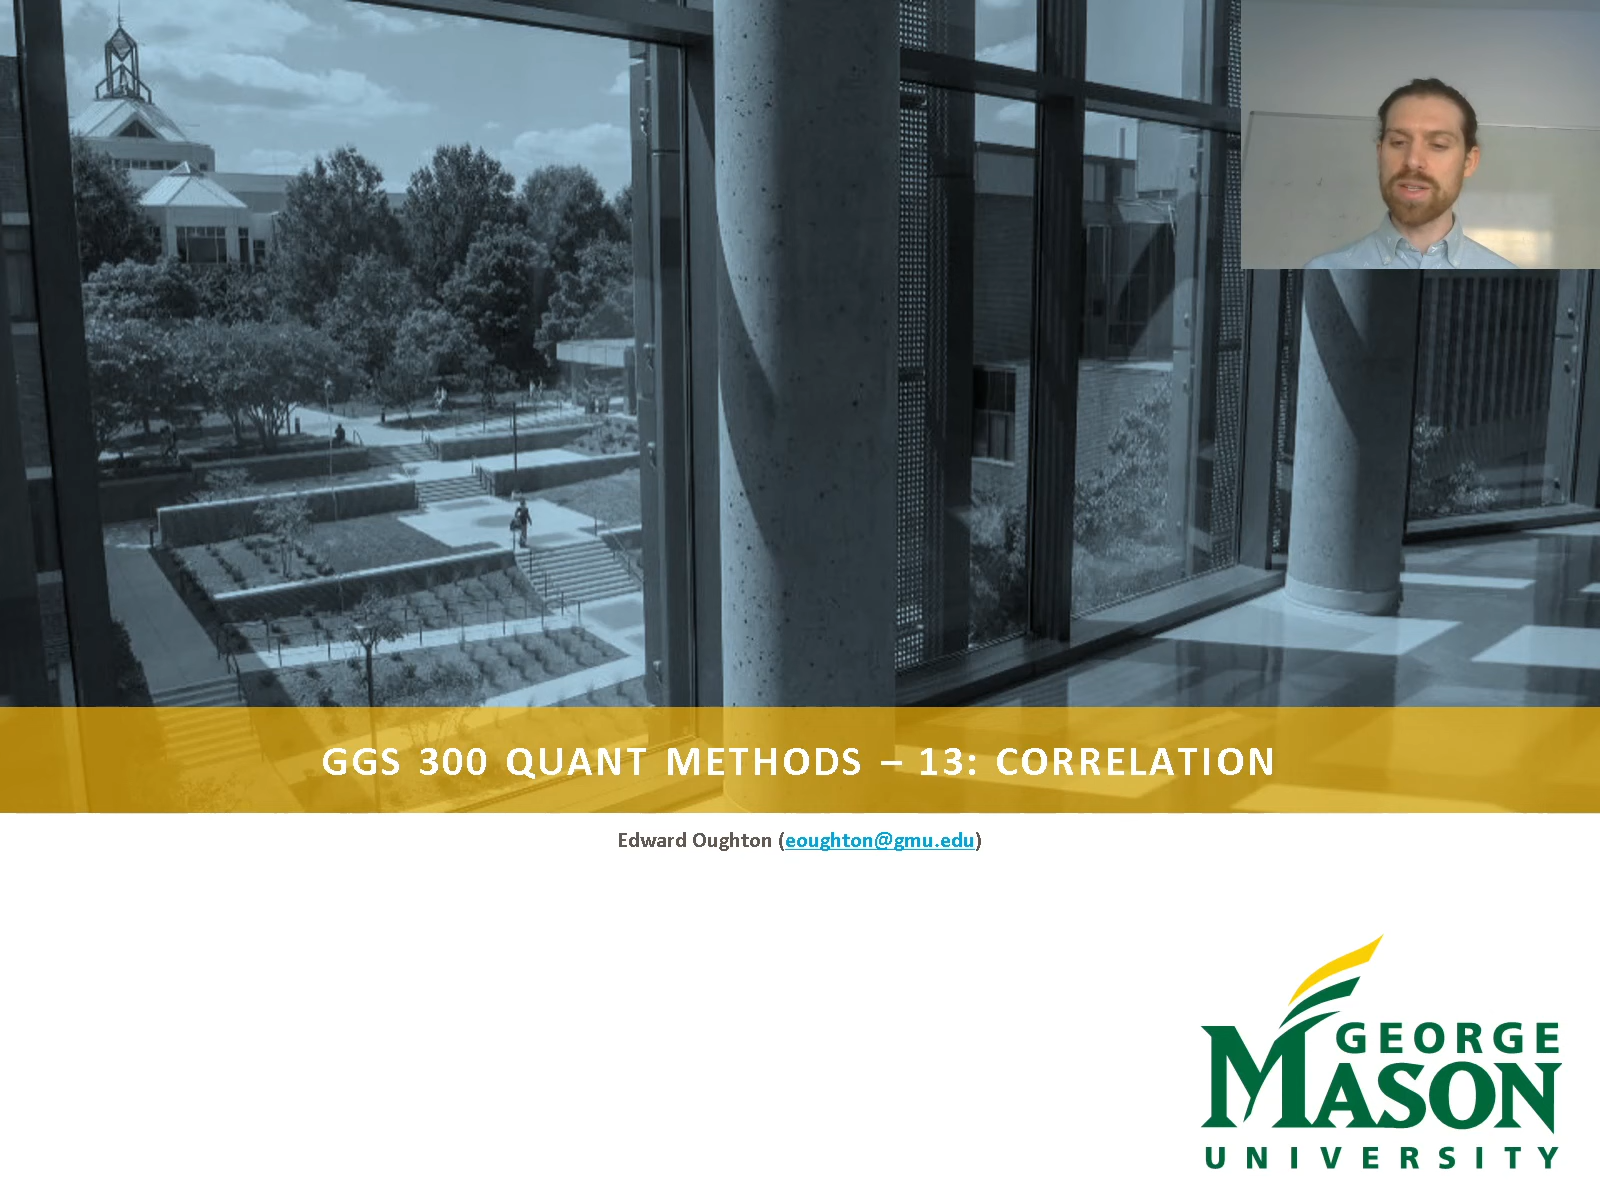 GGS 300 QUANT METHODS – 13: CORRELATION
Edward Oughton (eoughton@gmu.edu)
GEORGE
MASON
UNIVERSITY